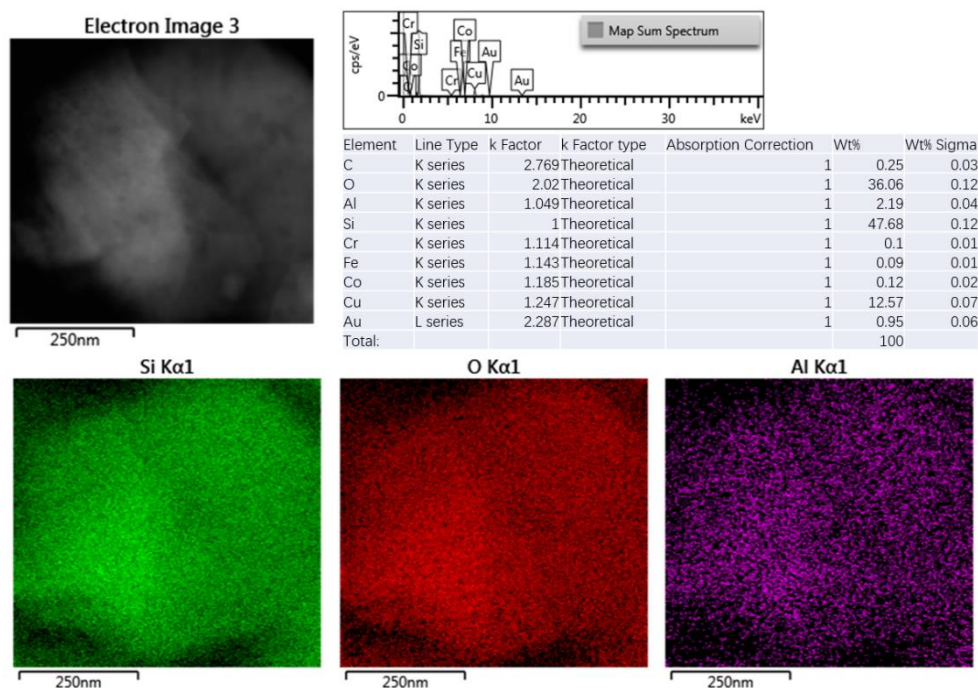 Electron Image 3
250nm
cps/eV
Cr
Si
Co
C
Co
Fe
Cr
Cu
Au
Au
Map Sum Spectrum
0
0 10 20 30 keV
Element Line Type k Factor k Factor type Absorption Correction Wt% Wt% Sigma
C K series 2.769 Theoretical 1 0.25 0.03
O K series 2.02 Theoretical 1 36.06 0.12
Al K series 1.049 Theoretical 1 2.19 0.04
Si K series 1 Theoretical 1 47.68 0.12
Cr K series 1.114 Theoretical 1 0.1 0.01
Fe K series 1.143 Theoretical 1 0.09 0.01
Co K series 1.185 Theoretical 1 0.12 0.02
Cu K series 1.247 Theoretical 1 12.57 0.07
Au L series 2.287 Theoretical 1 0.95 0.06
Total: 100
Si Kα1
O Kα1
Al Kα1
250nm
250nm
250nm